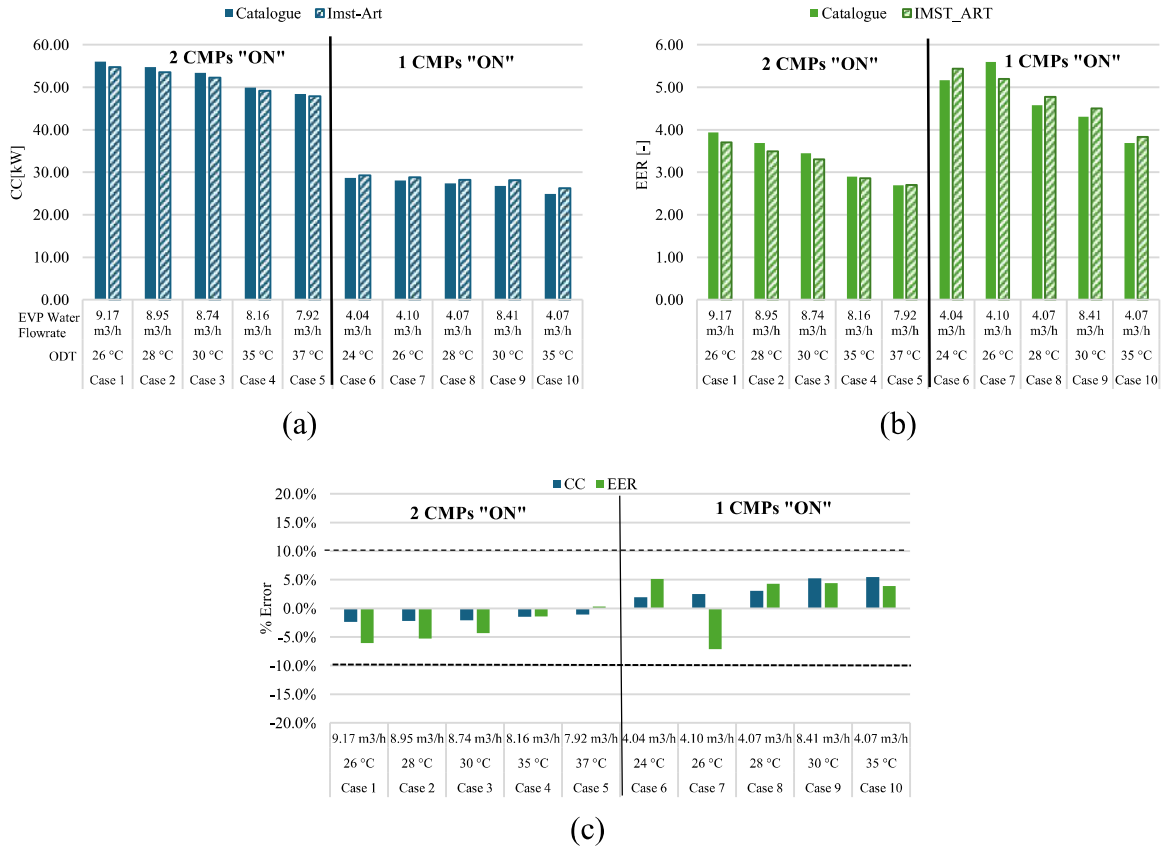 Catalogue Imst-Art
2 CMPs "ON" 1 CMPs "ON"
CC[kW]
60.00
50.00
40.00
30.00
20.00
10.00
0.00
EVP Water Flowrate 9.17 m3/h 8.95 m3/h 8.74 m3/h 8.16 m3/h 7.92 m3/h 4.04 m3/h 4.10 m3/h 4.07 m3/h 8.41 m3/h 4.07 m3/h
ODT 26 °C 28 °C 30 °C 35 °C 37 °C 24 °C 26 °C 28 °C 30 °C 35 °C
Case 1 Case 2 Case 3 Case 4 Case 5 Case 6 Case 7 Case 8 Case 9 Case 10
(a)
Catalogue IMST_ART
2 CMPs "ON" 1 CMPs "ON"
EER [-]
6.00
5.00
4.00
3.00
2.00
1.00
0.00
9.17 m3/h 8.95 m3/h 8.74 m3/h 8.16 m3/h 7.92 m3/h 4.04 m3/h 4.10 m3/h 4.07 m3/h 8.41 m3/h 4.07 m3/h
26 °C 28 °C 30 °C 35 °C 37 °C 24 °C 26 °C 28 °C 30 °C 35 °C
Case 1 Case 2 Case 3 Case 4 Case 5 Case 6 Case 7 Case 8 Case 9 Case 10
(b)
CC EER
2 CMPs "ON" 1 CMPs "ON"
% Error
20.0%
15.0%
10.0%
5.0%
0.0%
-5.0%
-10.0%
-15.0%
-20.0%
9.17 m3/h 8.95 m3/h 8.74 m3/h 8.16 m3/h 7.92 m3/h 4.04 m3/h 4.10 m3/h 4.07 m3/h 8.41 m3/h 4.07 m3/h
26 °C 28 °C 30 °C 35 °C 37 °C 24 °C 26 °C 28 °C 30 °C 35 °C
Case 1 Case 2 Case 3 Case 4 Case 5 Case 6 Case 7 Case 8 Case 9 Case 10
(c)